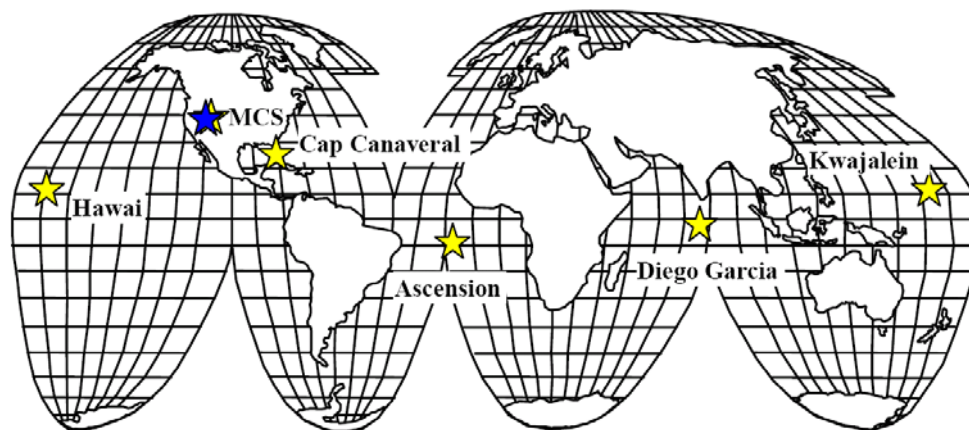 MCS
Cap Canaveral
Kwajalein
Hawai
Ascension
Diego Garcia